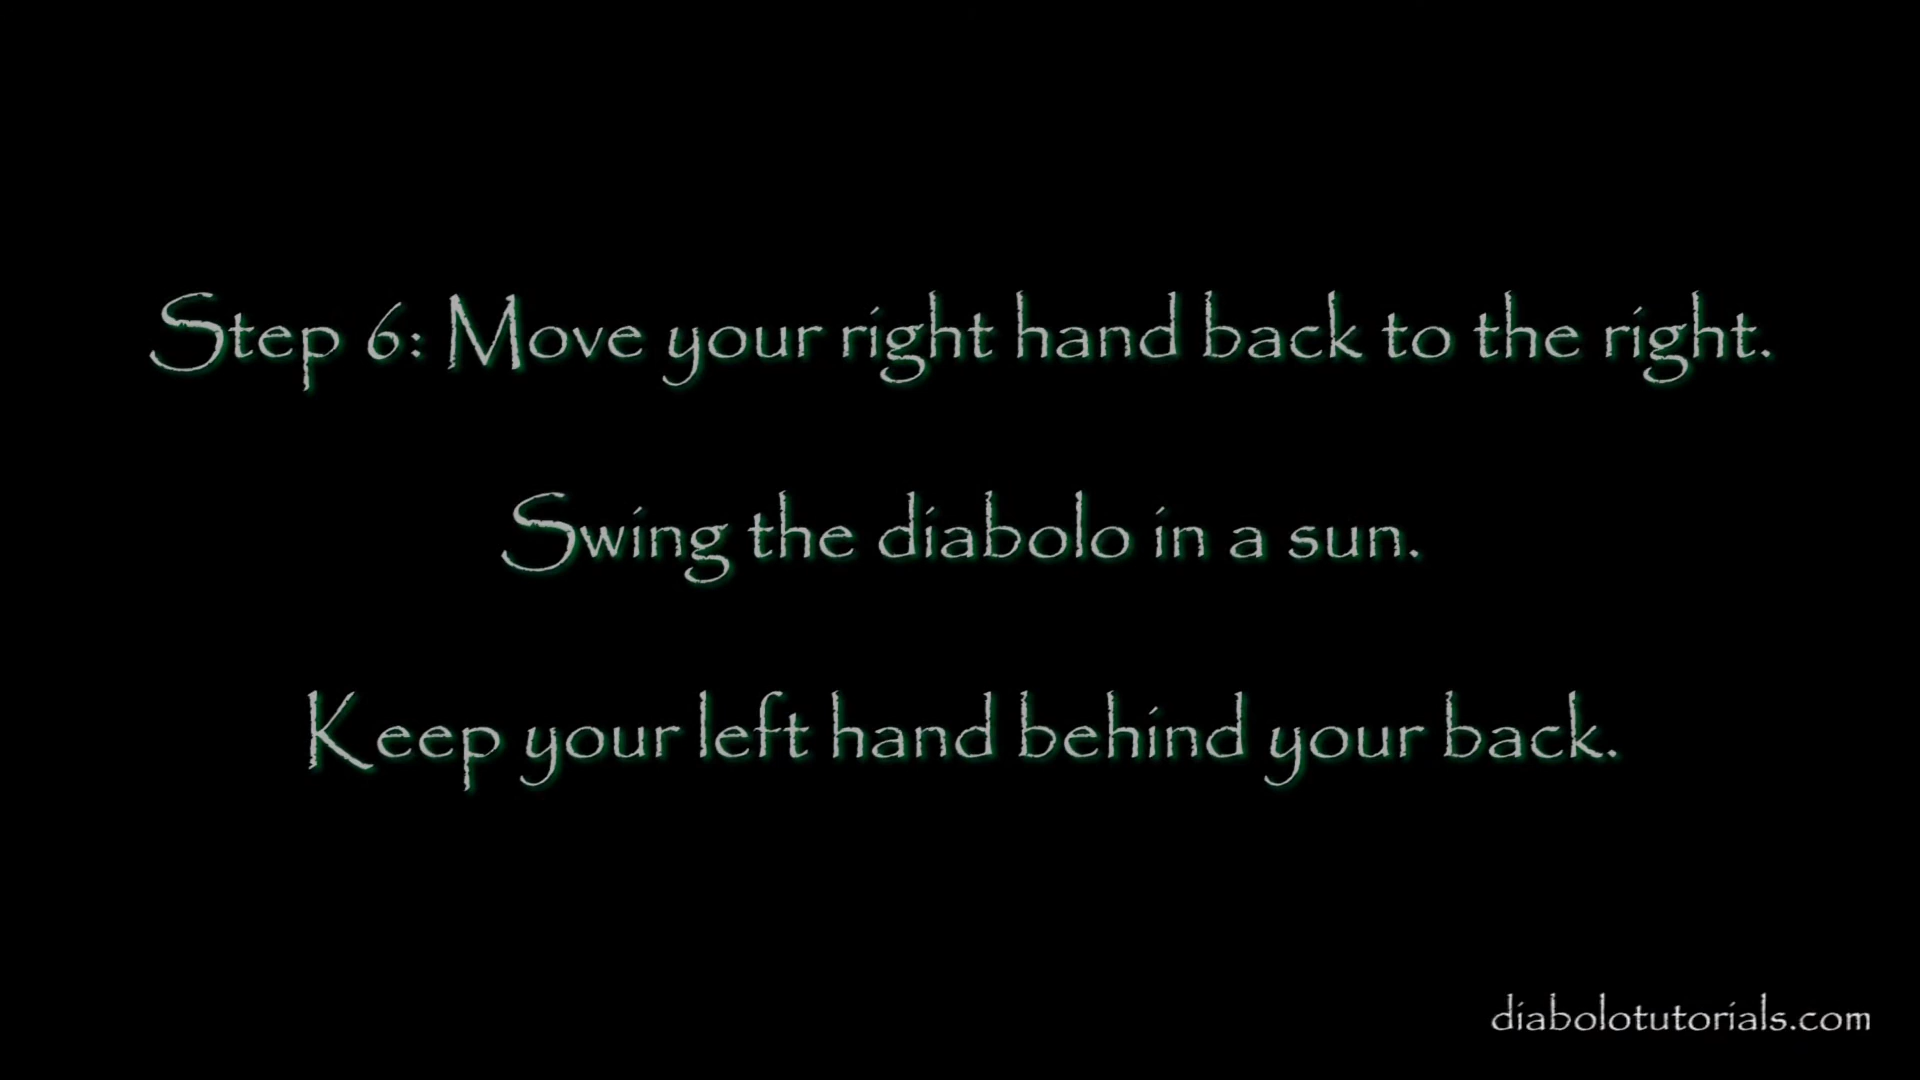 Step 6: Move your right hand back to the right.
Swing the diabolo in a sun.
Keep your left hand behind your back.
diabolotutorials.com